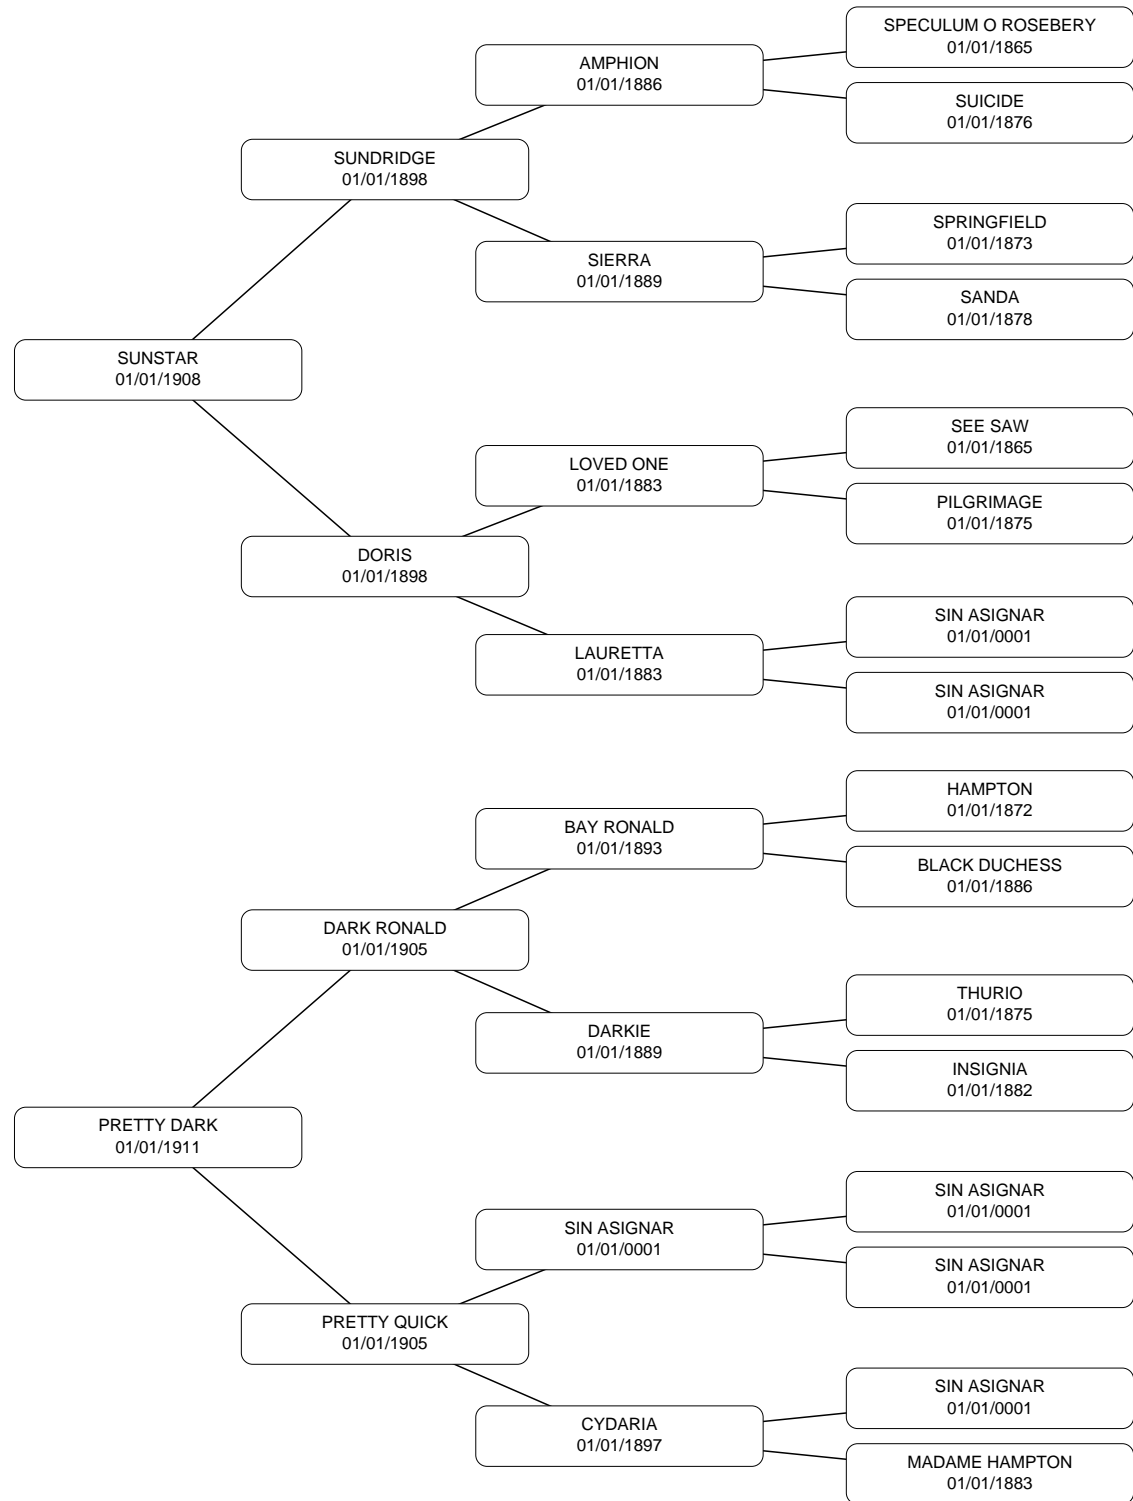 SPECULUM O ROSEBERY
01/01/1865
AMPHION
01/01/1886
SUICIDE
01/01/1876
SUNDRIDGE
01/01/1898
SPRINGFIELD
01/01/1873
SIERRA
01/01/1889
SANDA
01/01/1878
SUNSTAR
01/01/1908
SEE SAW
01/01/1865
LOVED ONE
01/01/1883
PILGRIMAGE
01/01/1875
DORIS
01/01/1898
SIN ASIGNAR
01/01/0001
LAURETTA
01/01/1883
SIN ASIGNAR
01/01/0001
HAMPTON
01/01/1872
BAY RONALD
01/01/1893
BLACK DUCHESS
01/01/1886
DARK RONALD
01/01/1905
THURIO
01/01/1875
DARKIE
01/01/1889
INSIGNIA
01/01/1882
PRETTY DARK
01/01/1911
SIN ASIGNAR
01/01/0001
SIN ASIGNAR
01/01/0001
SIN ASIGNAR
01/01/0001
PRETTY QUICK
01/01/1905
SIN ASIGNAR
01/01/0001
CYDARIA
01/01/1897
MADAME HAMPTON
01/01/1883